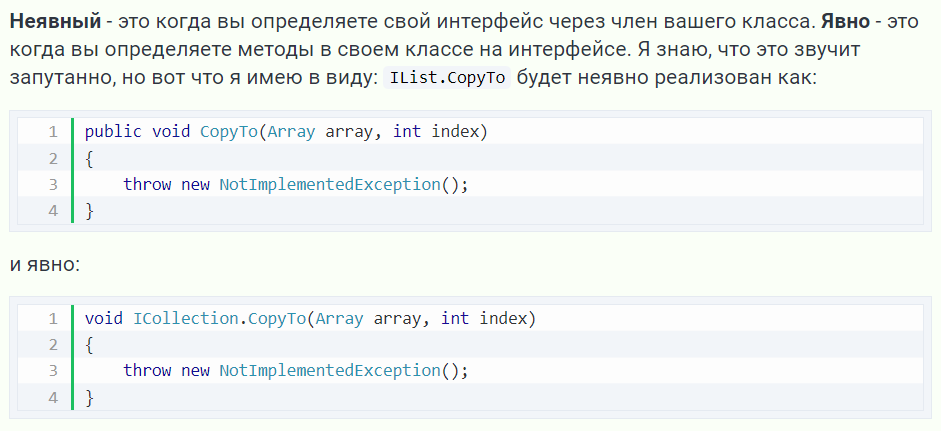 Неявный - это когда вы определяете свой интерфейс через член вашего класса. Явно - это
когда вы определяете методы в своем классе на интерфейсе. Я знаю, что это звучит
запутанно, но вот что я имею в виду: IList.CopyTo будет неявно реализован как:
1 public void CopyTo(Array array, int index)
2 {
3     throw new NotImplementedException();
4 }
и явно:
1 void ICollection.CopyTo(Array array, int index)
2 {
3     throw new NotImplementedException();
4 }